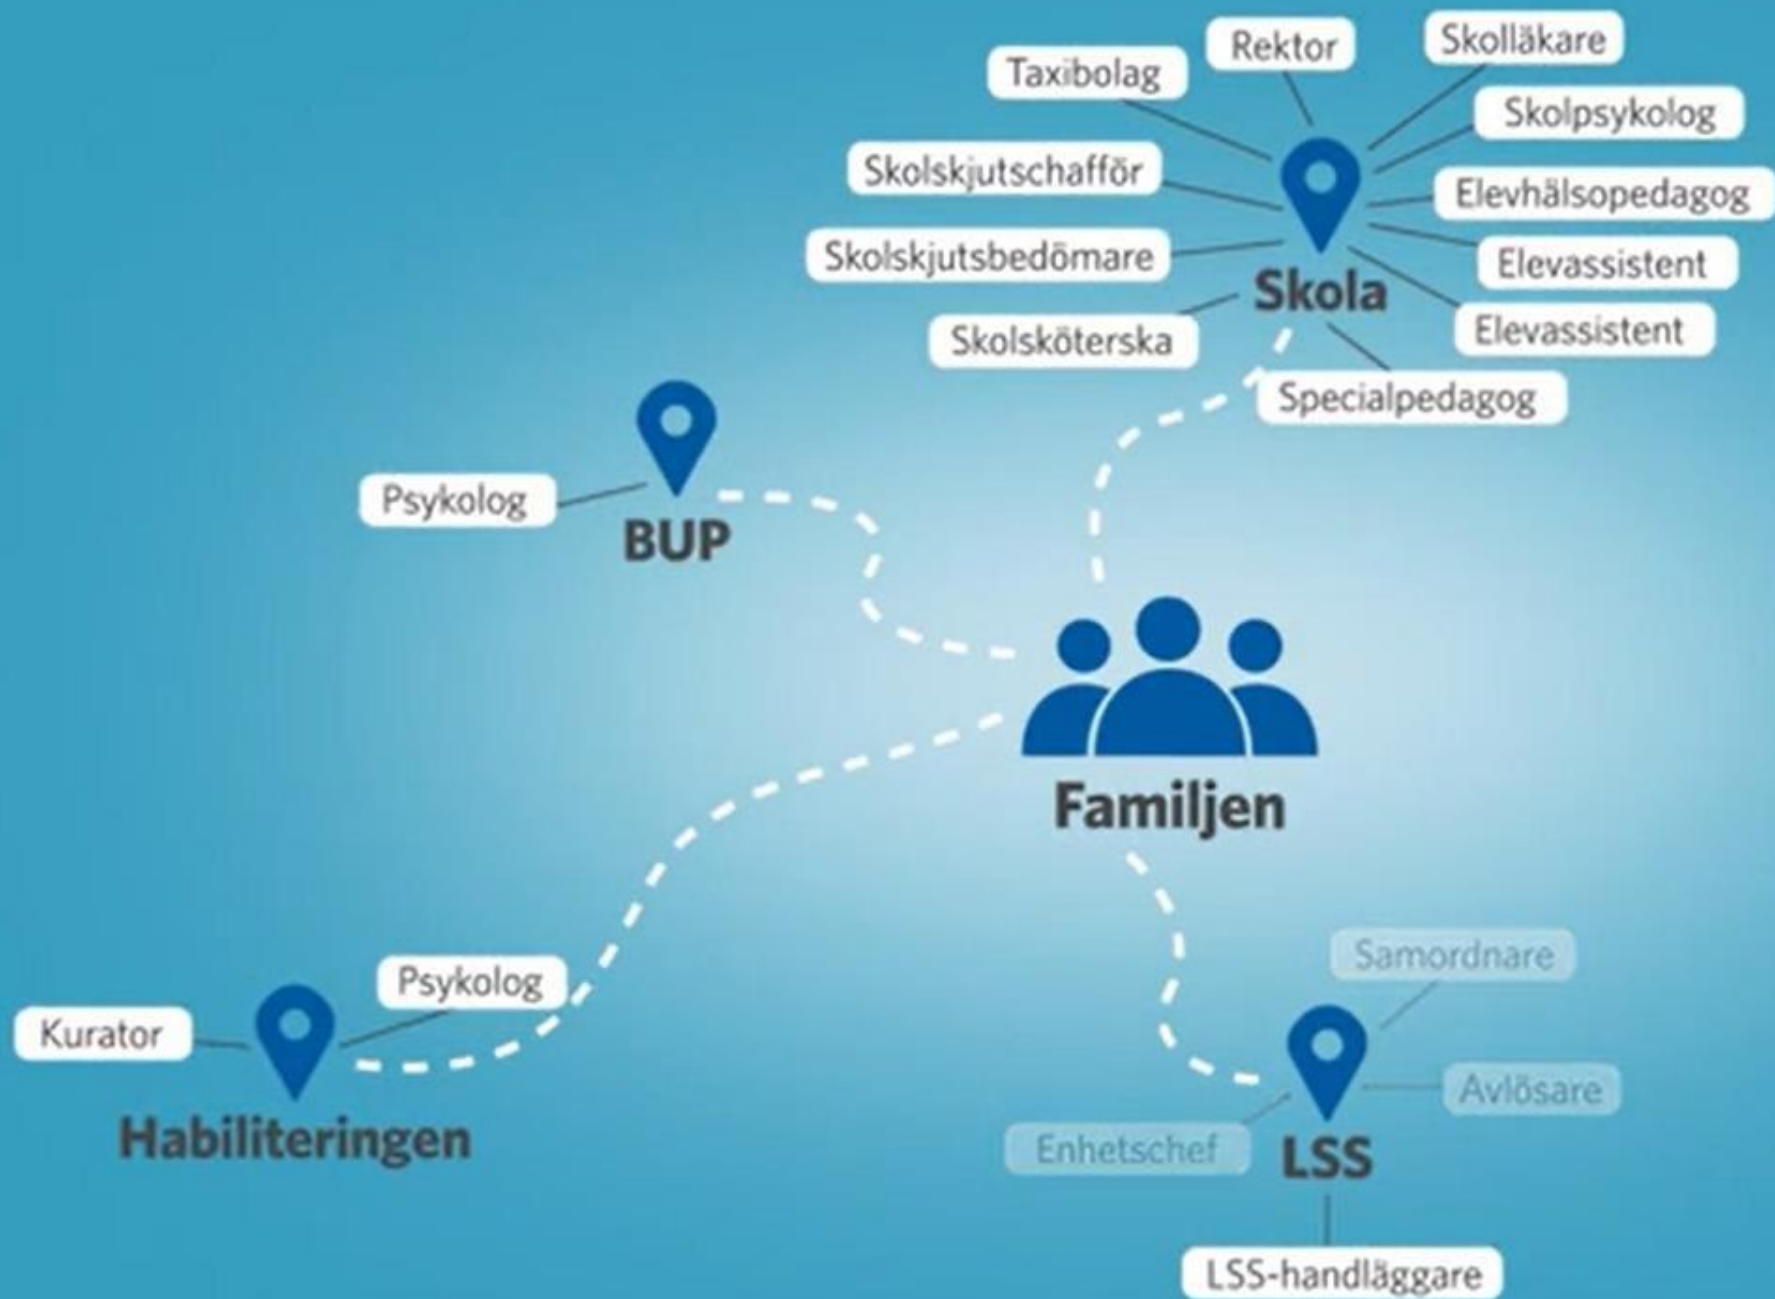 Rektor
Skolläkare
Taxibolag
Skolpsykolog
Skolskjutschafför
Elevhälsopedagog
Skolskjutsbedömare
Elevassistent
Skola
Skolsköterska
Elevassistent
Specialpedagog
Psykolog
BUP
Familjen
Psykolog
Kurator
Habiliteringen
Samordnare
Avlösare
Enhetschef
LSS
LSS-handläggare